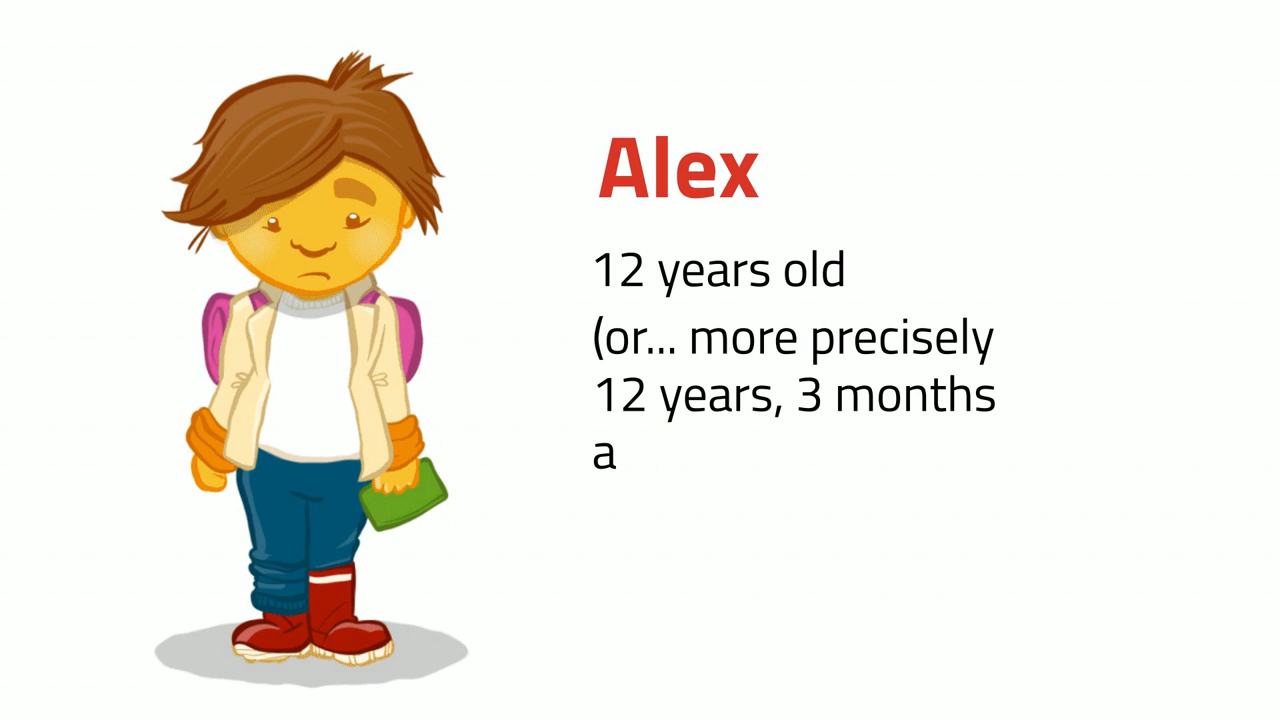 Alex
12 years old
(or... more precisely
12 years, 3 months
a